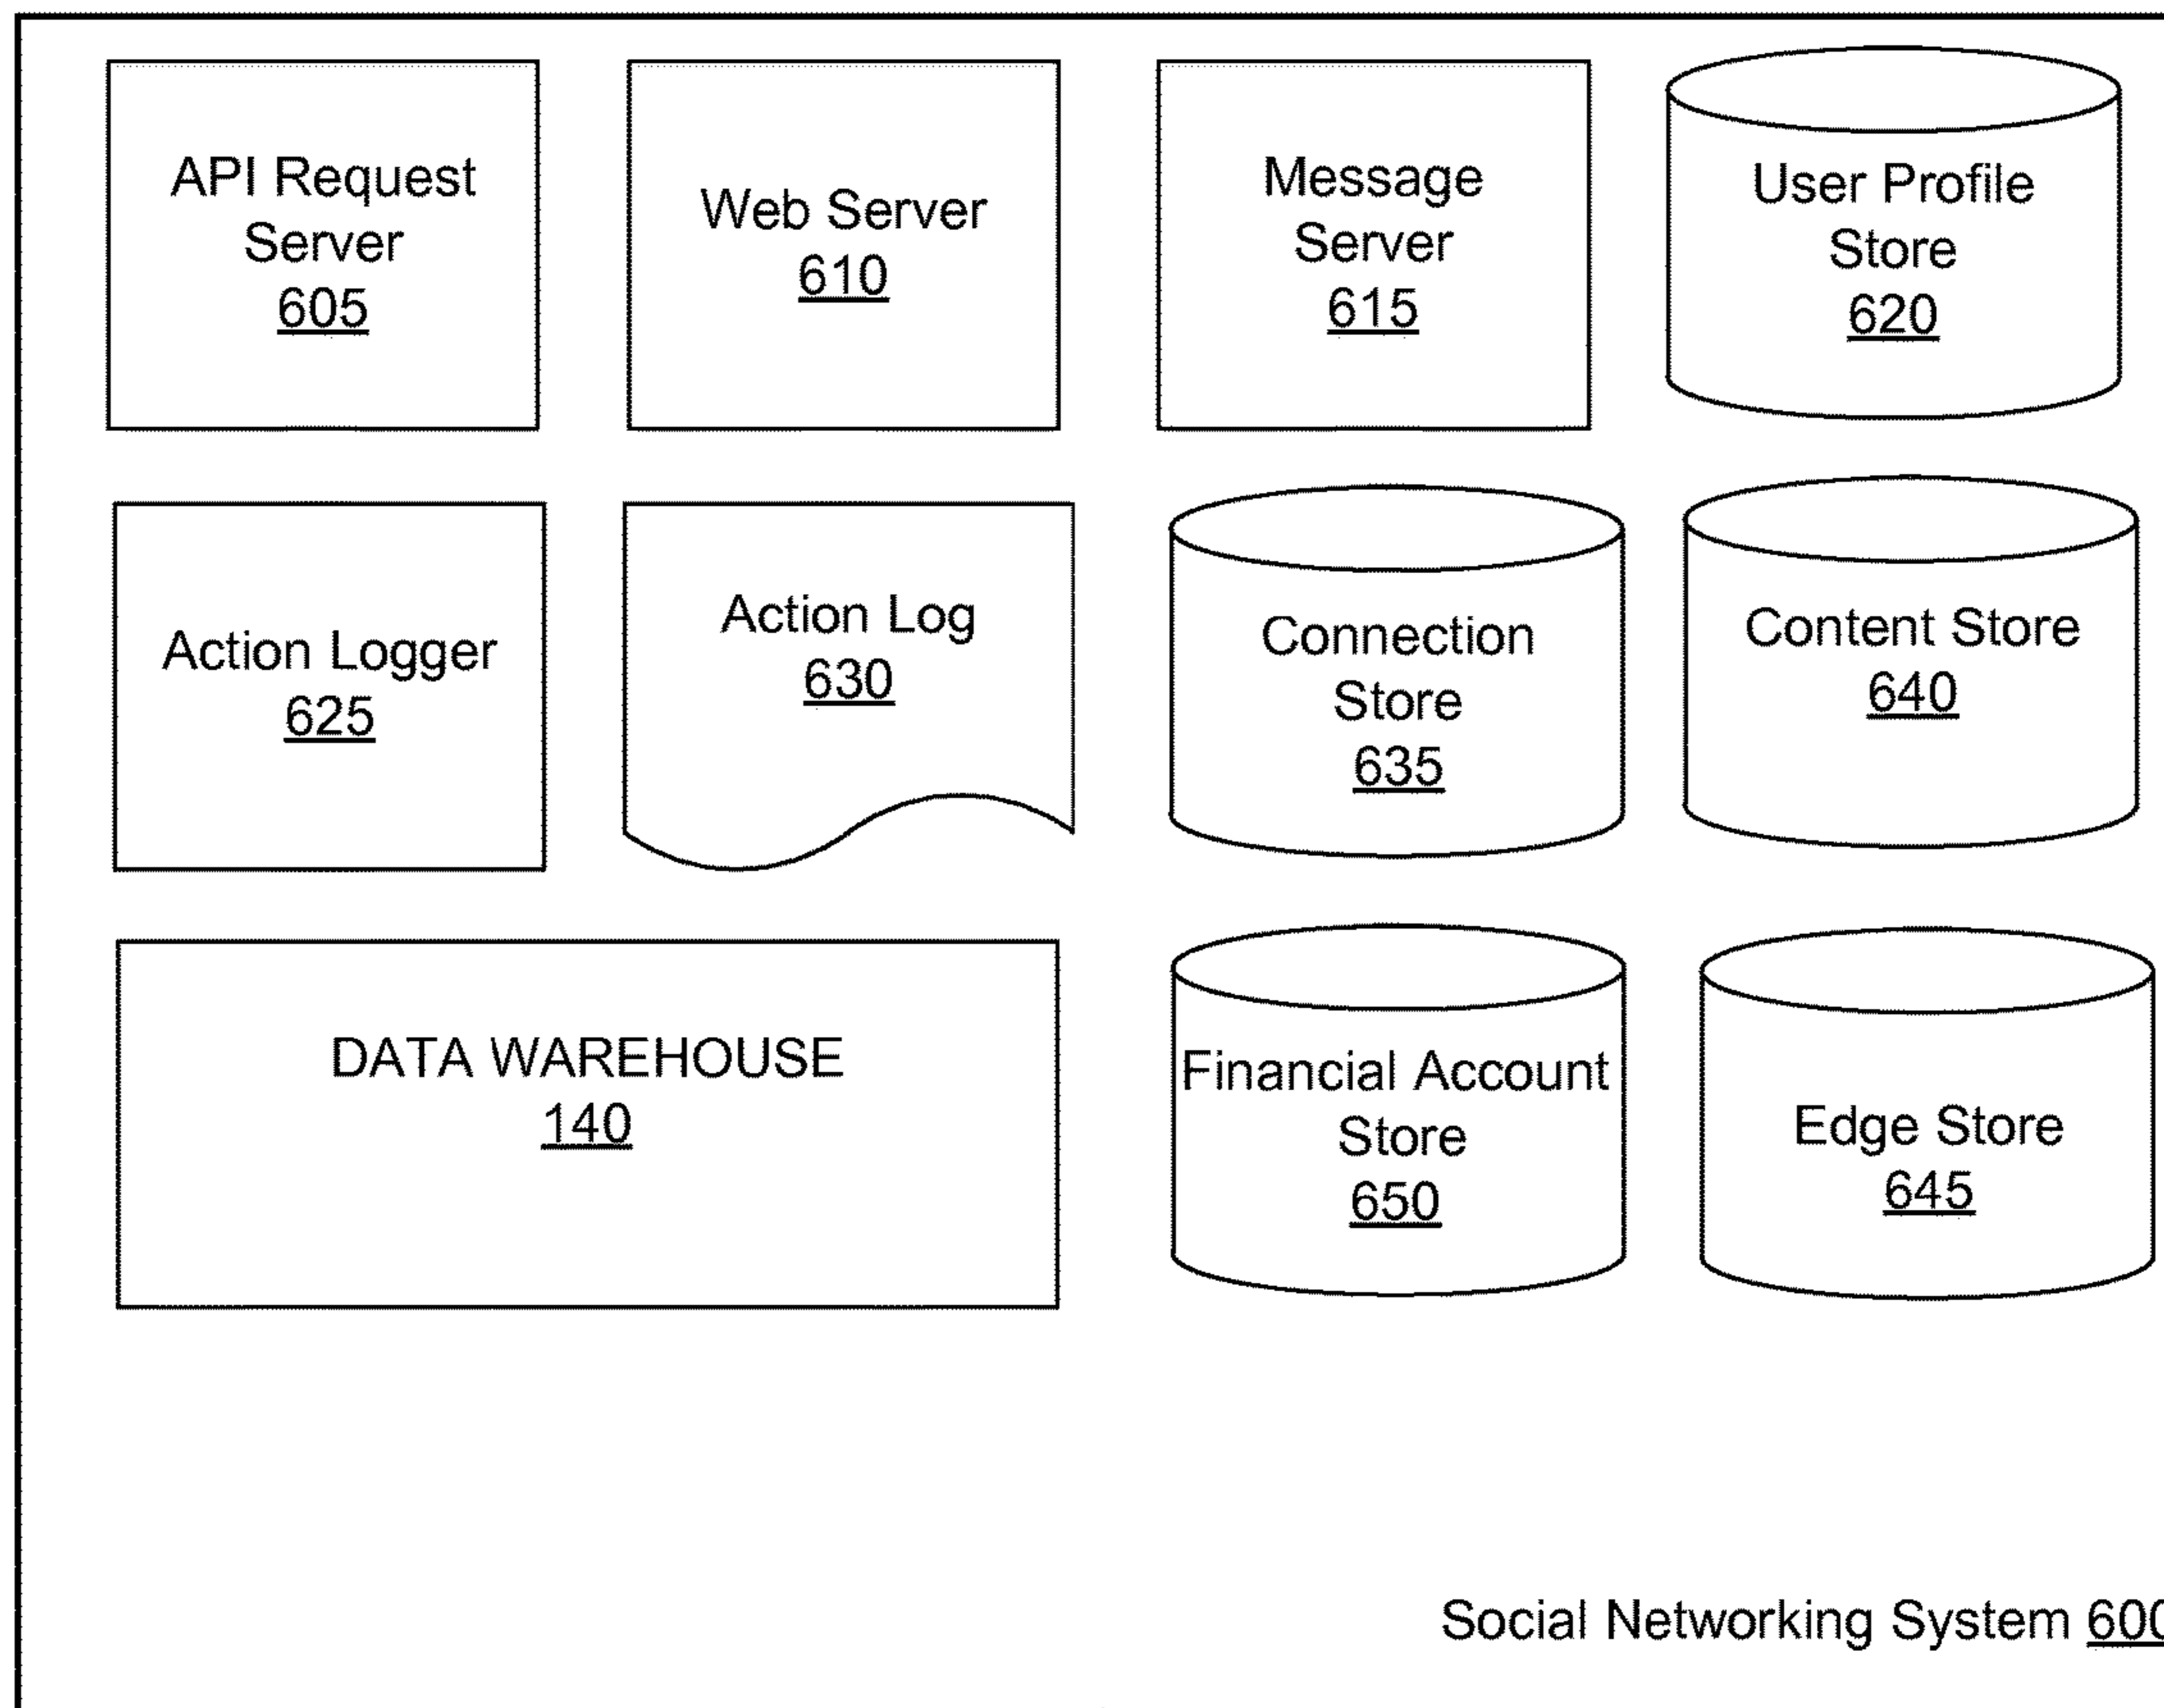 API Request
Server
605
Web Server
610
Message
Server
615
User Profile
Store
620
Action Logger
625
Action Log
630
Connection
Store
635
Content Store
640
DATA WAREHOUSE
140
Financial Account
Store
650
Edge Store
645
Social Networking System 600